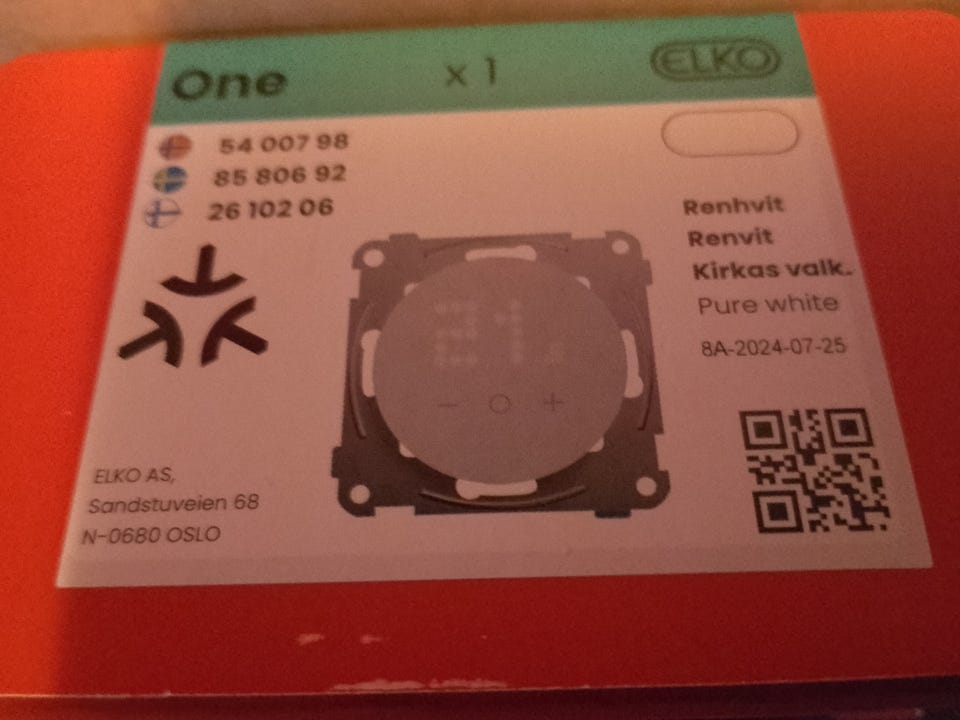 One
x 1
ELKO
54 007 98
85 806 92
26 102 06
Renhvit
Renvit
Kirkas valk.
Pure white
8A-2024-07-25
− +
ELKO AS,
Sandstuveien 68
N-0680 OSLO